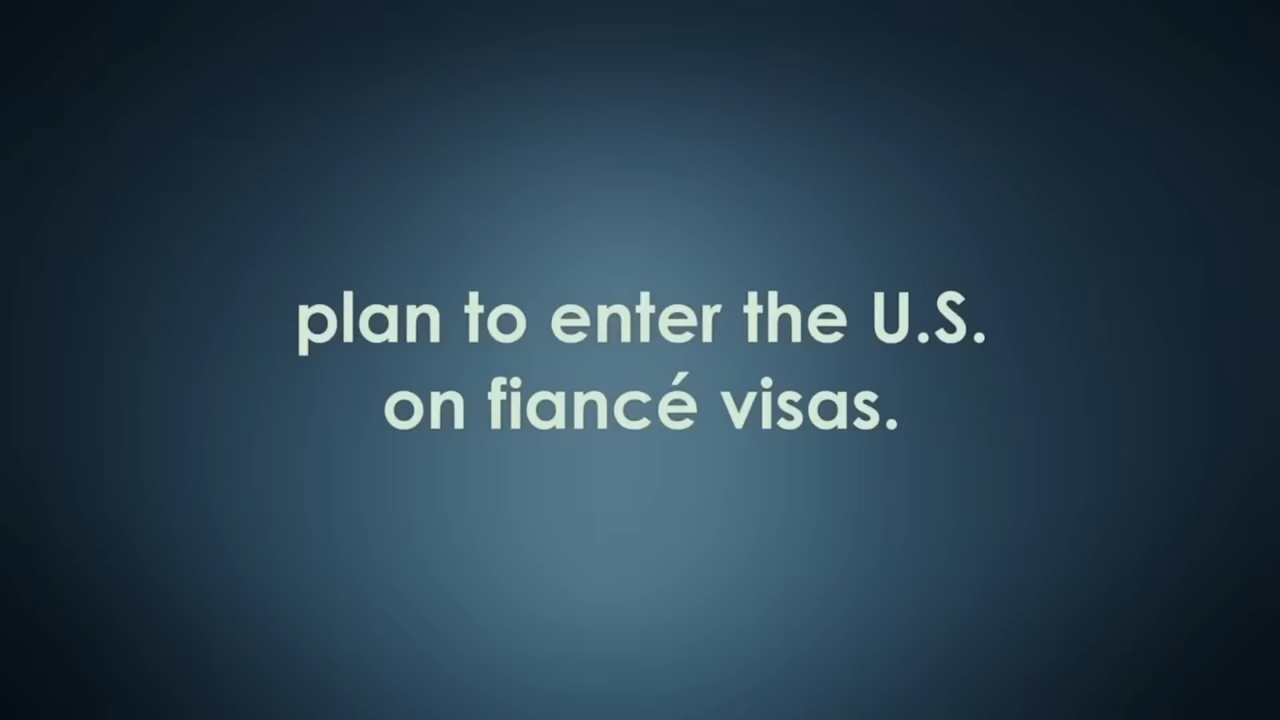 plan to enter the U.S.
on fiancé visas.